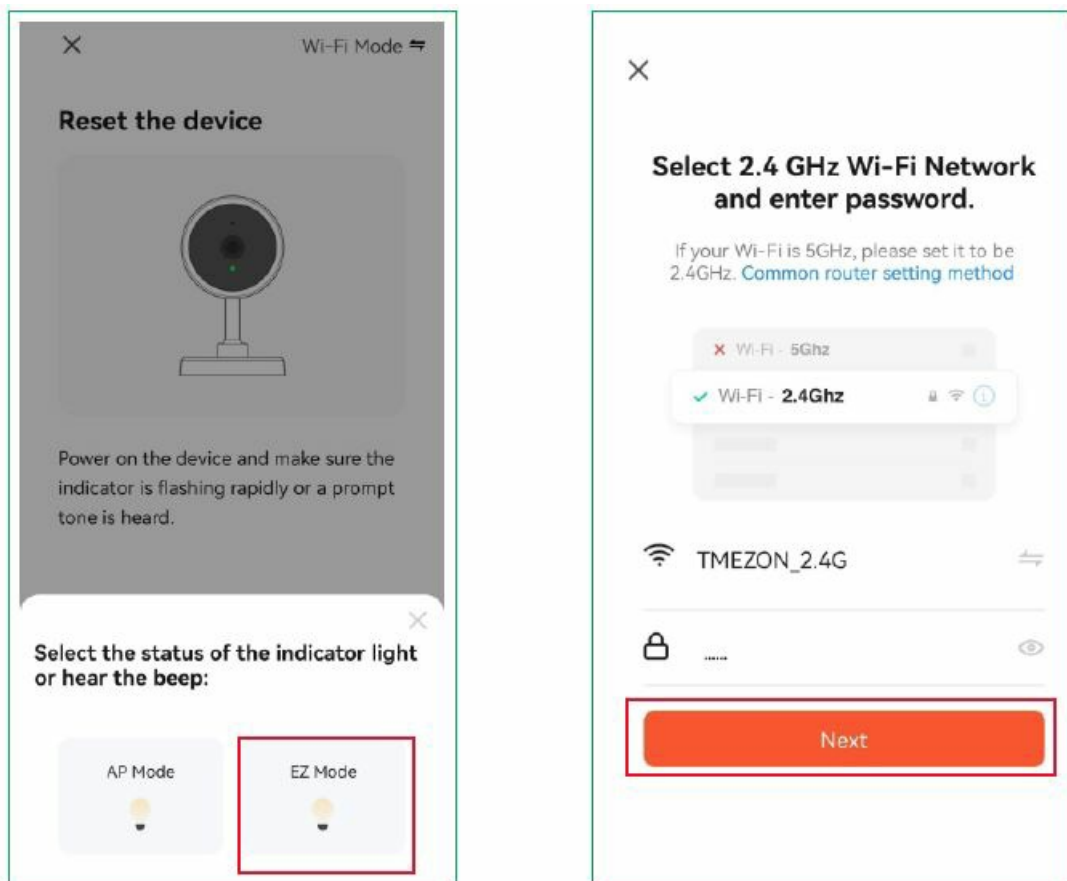 Wi-Fi Mode
Reset the device
Power on the device and make sure the
indicator is flashing rapidly or a prompt
tone is heard.
Select the status of the indicator light
or hear the beep:
AP Mode
EZ Mode
Select 2.4 GHz Wi-Fi Network
and enter password.
If your Wi-Fi is 5GHz, please set it to be
2.4GHz. Common router setting method
Wi-Fi - 5Ghz
Wi-Fi - 2.4Ghz
TMEZON_2.4G
Next